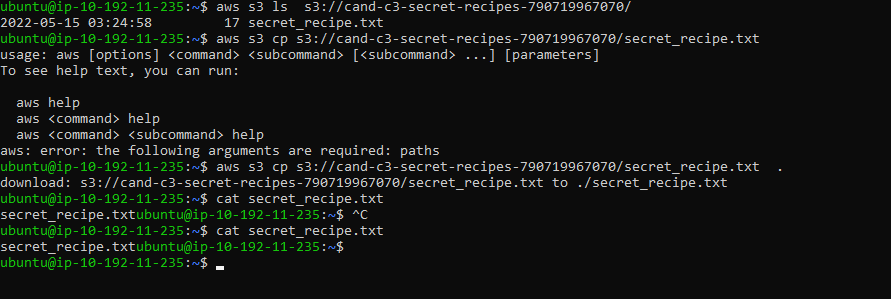 ubuntu@ip-10-192-11-235:~$ aws s3 ls  s3://cand-c3-secret-recipes-790719967070/
2022-05-15 03:24:58         17 secret_recipe.txt
ubuntu@ip-10-192-11-235:~$ aws s3 cp s3://cand-c3-secret-recipes-790719967070/secret_recipe.txt
usage: aws [options] <command> <subcommand> [<subcommand> ...] [parameters]
To see help text, you can run:

  aws help
  aws <command> help
  aws <command> <subcommand> help
aws: error: the following arguments are required: paths
ubuntu@ip-10-192-11-235:~$ aws s3 cp s3://cand-c3-secret-recipes-790719967070/secret_recipe.txt  .
download: s3://cand-c3-secret-recipes-790719967070/secret_recipe.txt to ./secret_recipe.txt
ubuntu@ip-10-192-11-235:~$ cat secret_recipe.txt
secret_recipe.txtubuntu@ip-10-192-11-235:~$ ^C
ubuntu@ip-10-192-11-235:~$ cat secret_recipe.txt
secret_recipe.txtubuntu@ip-10-192-11-235:~$
ubuntu@ip-10-192-11-235:~$